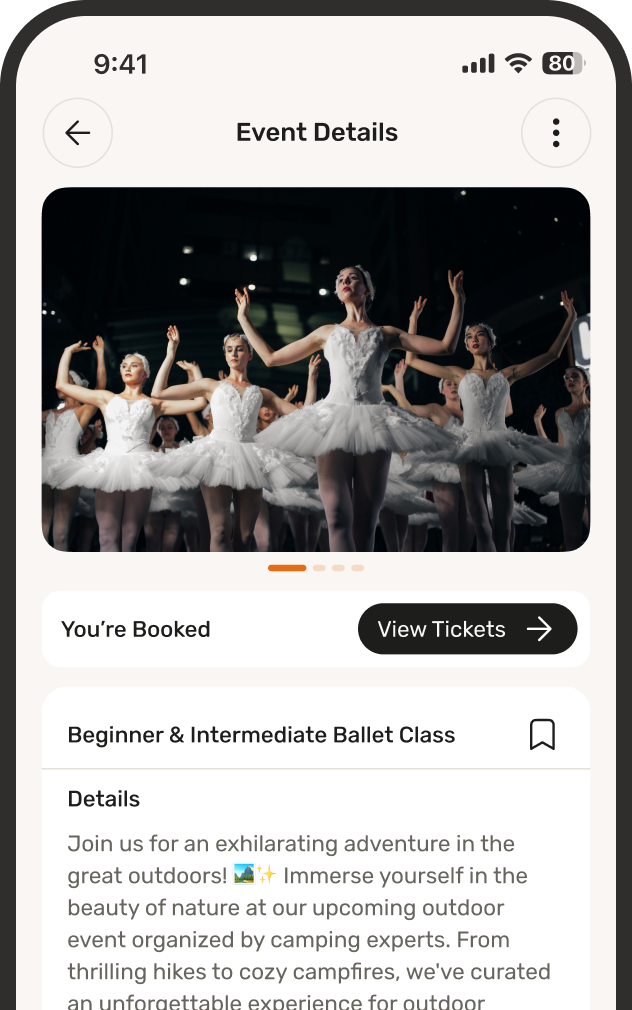 9:41
80
Event Details
You’re Booked
View Tickets
Beginner & Intermediate Ballet Class
Details
Join us for an exhilarating adventure in the
great outdoors! 🏞️✨ Immerse yourself in the
beauty of nature at our upcoming outdoor
event organized by camping experts. From
thrilling hikes to cozy campfires, we've curated
an unforgettable experience for outdoor